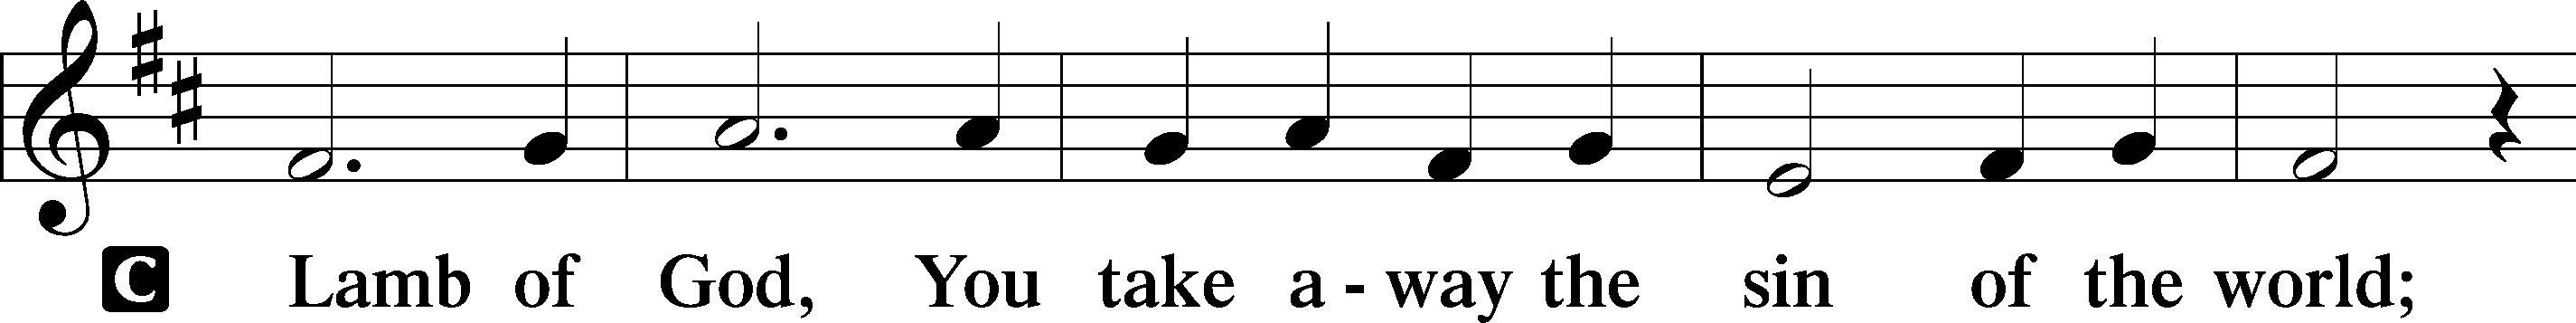 C Lamb of God, You take a - way the sin of the world;